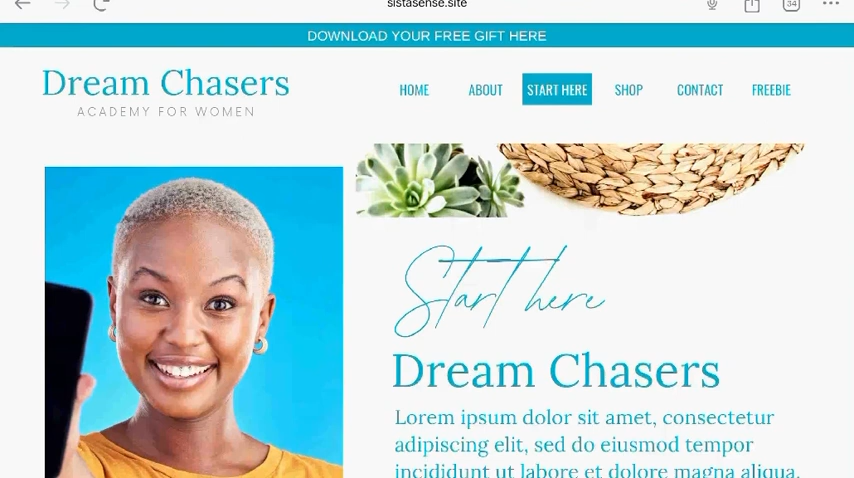 sistasense.site
34
DOWNLOAD YOUR FREE GIFT HERE
Dream Chasers
ACADEMY FOR WOMEN
HOME ABOUT START HERE SHOP CONTACT FREEBIE
Start here
Dream Chasers
Lorem ipsum dolor sit amet, consectetur
adipiscing elit, sed do eiusmod tempor
incididunt ut labore et dolore magna aliqua.